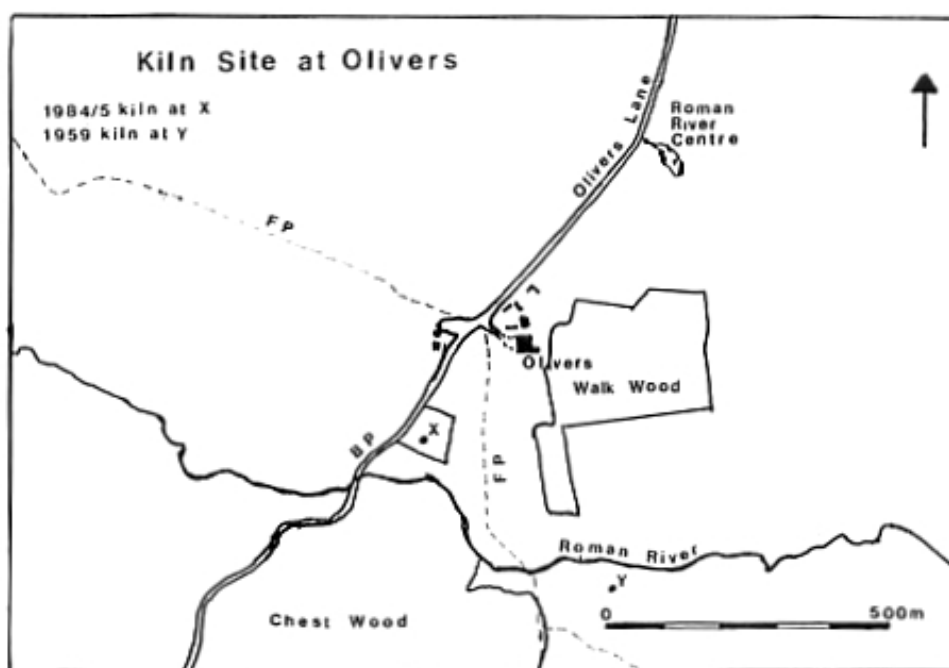 Kiln Site at Olivers
1984/5 kiln at X
1959 kiln at Y
Olivers Lane
Roman
River
Centre
FP
Olivers
Walk Wood
X
BP
FP
Roman River
Y
Chest Wood
0 500m